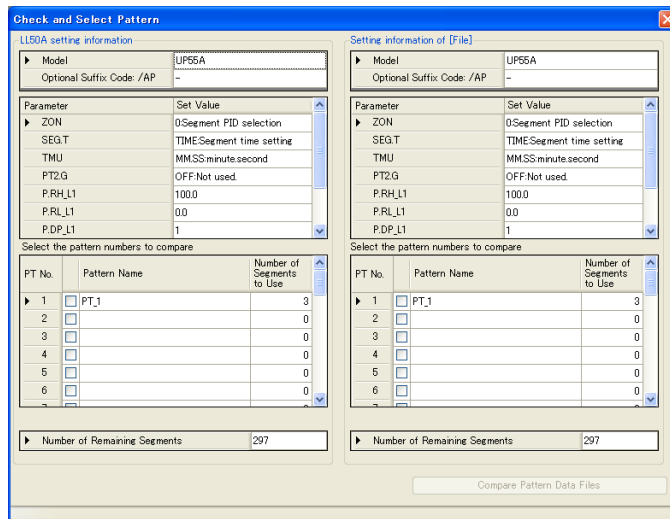 Check and Select Pattern
LL50A setting information
Model UP55A
Optional Suffix Code: /AP -
Parameter Set Value
ZON 0:Segment PID selection
SEG.T TIME:Segment time setting
TMU MM.SS:minute.second
PT2.G OFF:Not used.
P.RH_L1 100.0
P.RL_L1 0.0
P.DP_L1 1
Select the pattern numbers to compare
PT No. Pattern Name Number of Segments to Use
1 PT_1 3
2 0
3 0
4 0
5 0
6 0
Number of Remaining Segments 297
Setting information of [File]
Model UP55A
Optional Suffix Code: /AP -
Parameter Set Value
ZON 0:Segment PID selection
SEG.T TIME:Segment time setting
TMU MM.SS:minute.second
PT2.G OFF:Not used.
P.RH_L1 100.0
P.RL_L1 0.0
P.DP_L1 1
Select the pattern numbers to compare
PT No. Pattern Name Number of Segments to Use
1 PT_1 3
2 0
3 0
4 0
5 0
6 0
Number of Remaining Segments 297
Compare Pattern Data Files